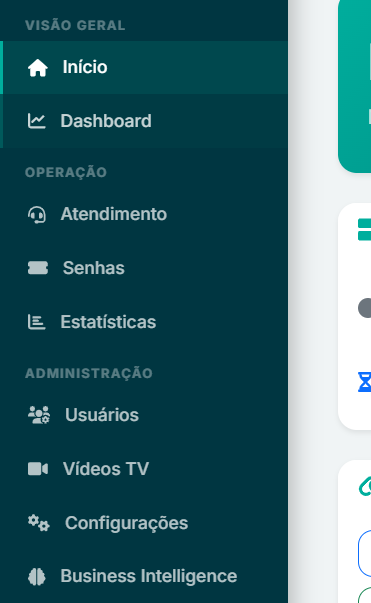 VISÃO GERAL
Início
Dashboard
OPERAÇÃO
Atendimento
Senhas
Estatísticas
ADMINISTRAÇÃO
Usuários
Vídeos TV
Configurações
Business Intelligence